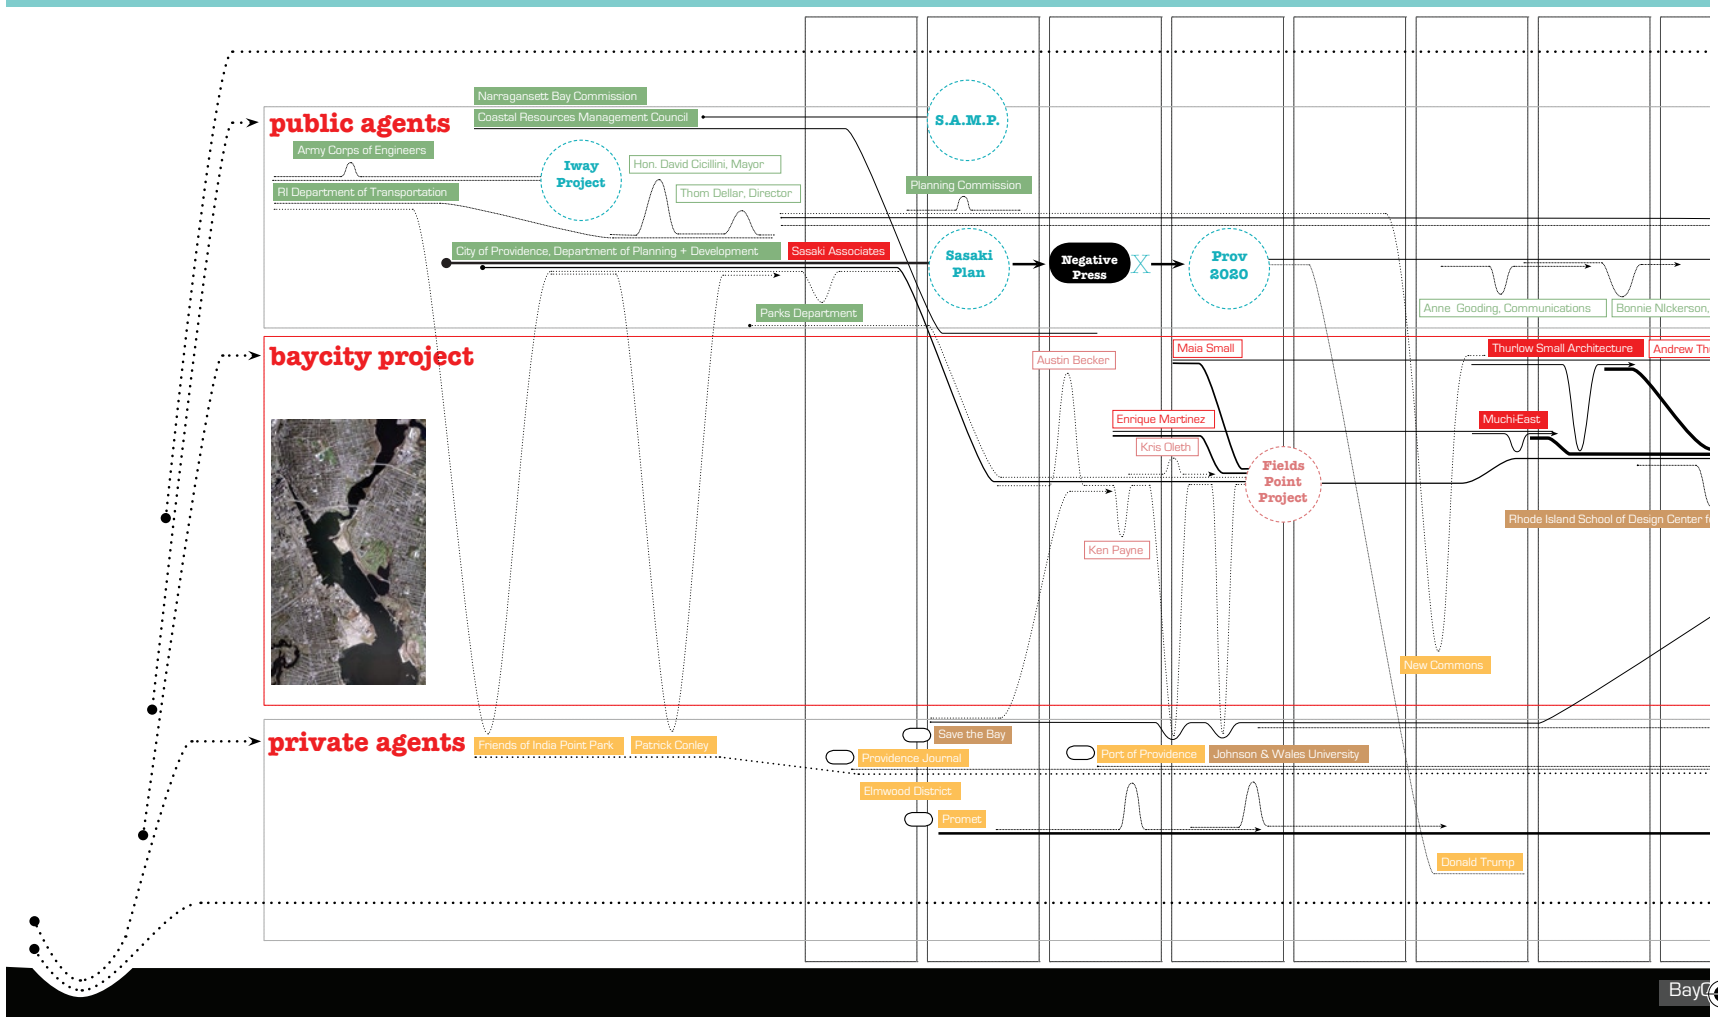 Narragansett Bay Commission
Coastal Resources Management Council
S.A.M.P.
public agents
Army Corps of Engineers
Iway
Project
Hon. David Cicillini, Mayor
Thom Dellar, Director
RI Department of Transportation
Planning Commission
City of Providence, Department of Planning + Development
Sasaki Associates
Sasaki
Plan
Negative
Press
X
Prov
2020
Parks Department
Anne Gooding, Communications
Bonnie NIckerson,
baycity project
Austin Becker
Maia Small
Thurlow Small Architecture
Andrew Th
Enrique Martinez
Muchi-East
Kris Oleth
Fields
Point
Project
Rhode Island School of Design Center f
Ken Payne
New Commons
private agents
Friends of India Point Park
Patrick Conley
Save the Bay
Providence Journal
Port of Providence
Johnson & Wales University
Elmwood District
Promet
Donald Trump
BayC